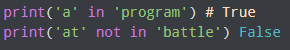 print('a' in 'program') # True
print('at' not in 'battle') False